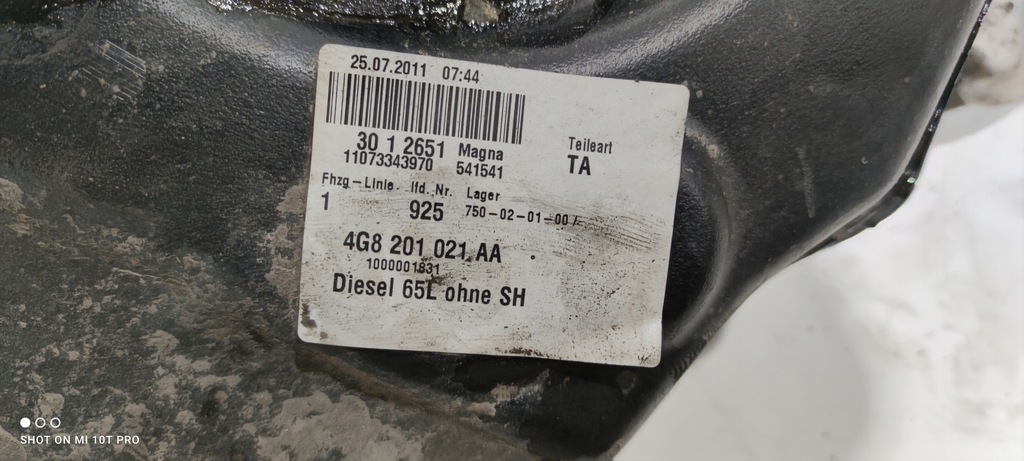 25.07.2011 07:44
30 1 2651 Magna
11073343970 541541
Teileart
TA
Fhzg-Linie lfd. Nr. Lager
1 925 750-02-01-00/
4G8 201 021 AA
1000001831
Diesel 65L ohne SH
SHOT ON MI 10T PRO